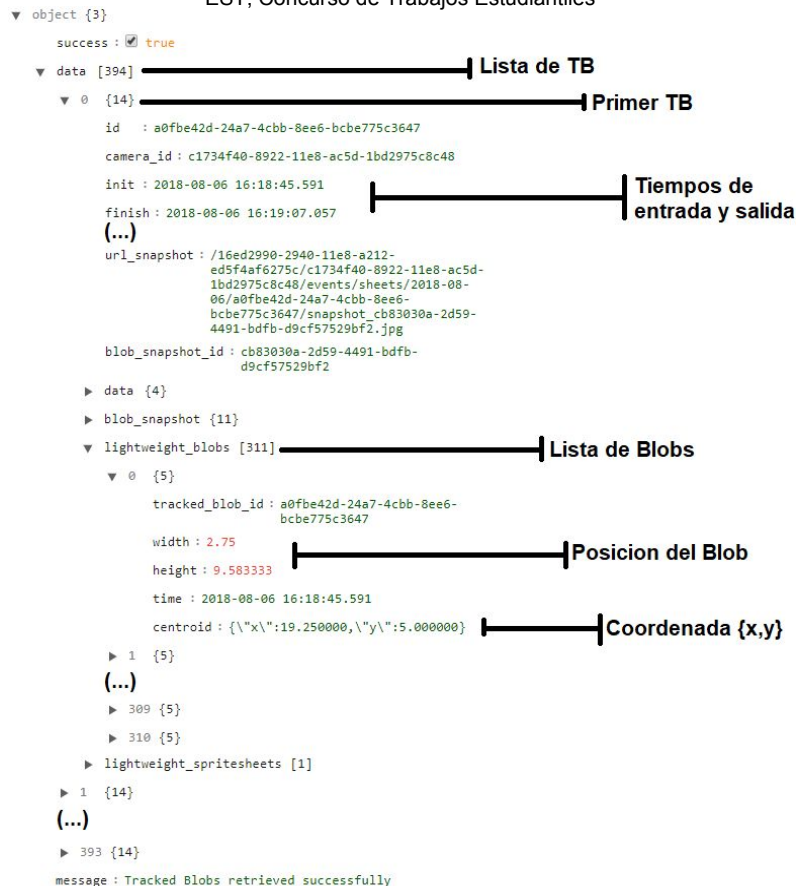 EST, Concurso de Trabajos Estudiantiles
▼ object {3}
success : ☑ true
▼ data [394] Lista de TB
▼ 0 {14} Primer TB
id : a0fbe42d-24a7-4cbb-8ee6-bcbe775c3647
camera_id : c1734f40-8922-11e8-ac5d-1bd2975c8c48
init : 2018-08-06 16:18:45.591
finish : 2018-08-06 16:19:07.057
Tiempos de
entrada y salida
(...)
url_snapshot : /16ed2990-2940-11e8-a212-
ed5f4af6275c/c1734f40-8922-11e8-ac5d-
1bd2975c8c48/events/sheets/2018-08-
06/a0fbe42d-24a7-4cbb-8ee6-
bcbe775c3647/snapshot_cb83030a-2d59-
4491-bdfb-d9cf57529bf2.jpg
blob_snapshot_id : cb83030a-2d59-4491-bdfb-
d9cf57529bf2
► data {4}
► blob_snapshot {11}
▼ lightweight_blobs [311] Lista de Blobs
▼ 0 {5}
tracked_blob_id : a0fbe42d-24a7-4cbb-8ee6-
bcbe775c3647
width : 2.75
Posicion del Blob
height : 9.583333
time : 2018-08-06 16:18:45.591
centroid : {\"x\":19.250000,\"y\":5.000000} Coordenada {x,y}
► 1 {5}
(...)
► 309 {5}
► 310 {5}
► lightweight_spritesheets [1]
► 1 {14}
(...)
► 393 {14}
message : Tracked Blobs retrieved successfully